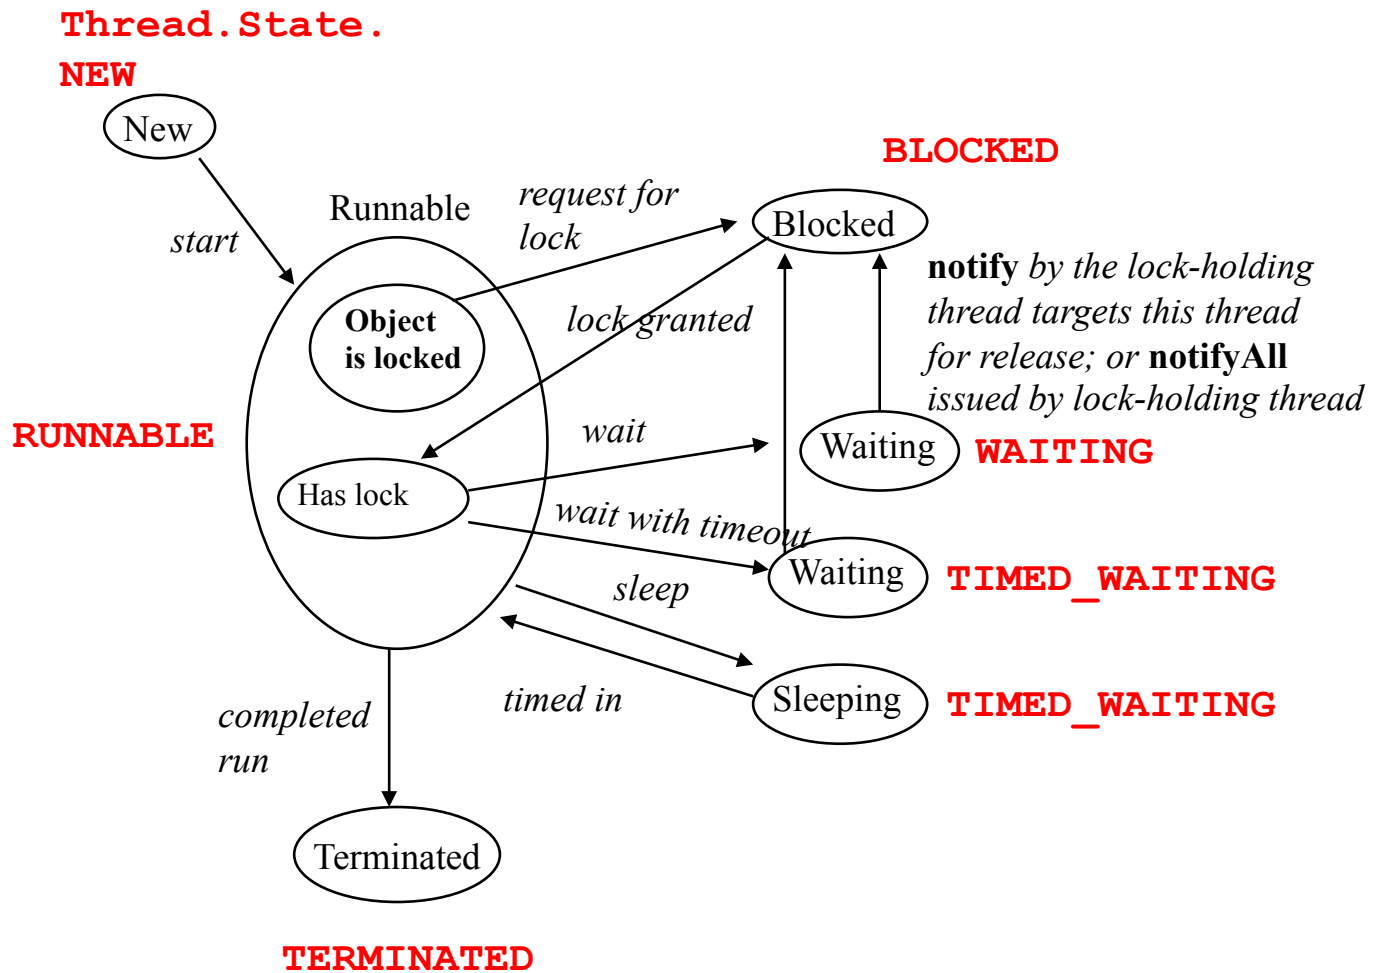 Thread.State.
NEW
New
BLOCKED
request for
lock
Runnable
Blocked
start
notify by the lock-holding
thread targets this thread
for release; or notifyAll
issued by lock-holding thread
Object
is locked
lock granted
RUNNABLE
wait
Waiting
WAITING
Has lock
wait with timeout
Waiting
TIMED_WAITING
sleep
timed in
Sleeping
TIMED_WAITING
completed
run
Terminated
TERMINATED